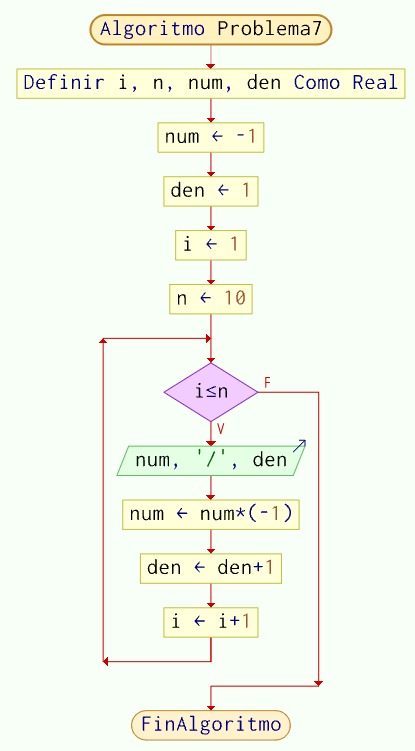 Algoritmo Problema7
Definir i, n, num, den Como Real
num ← -1
den ← 1
i ← 1
n ← 10
i≤n
F
V
num, '/', den
num ← num*(-1)
den ← den+1
i ← i+1
FinAlgoritmo